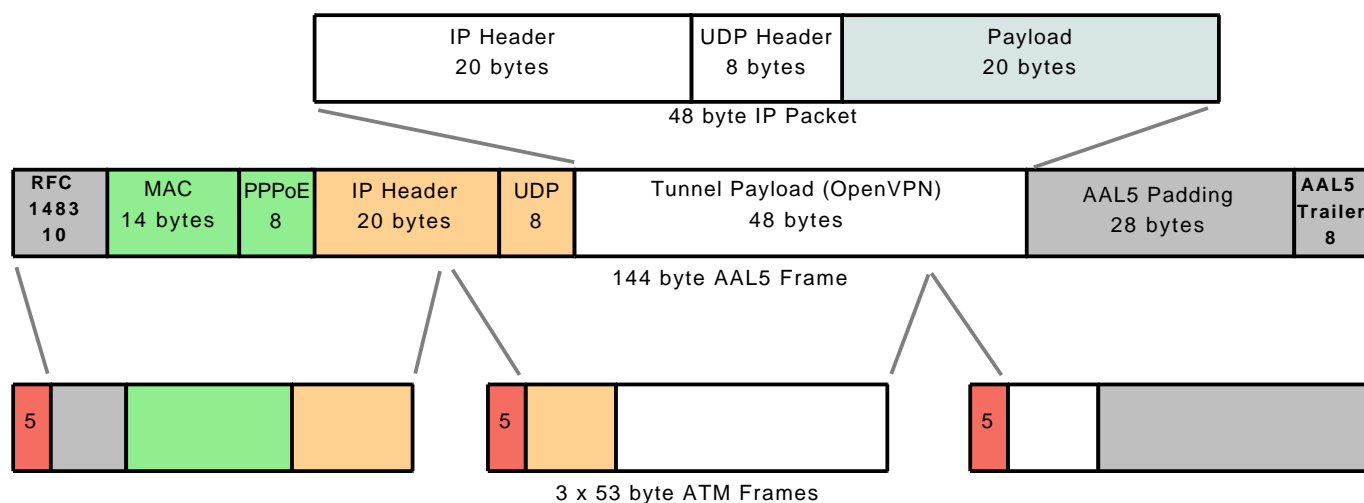 IP Header
20 bytes
UDP Header
8 bytes
Payload
20 bytes
48 byte IP Packet
RFC
1483
10
MAC
14 bytes
PPPoE
8
IP Header
20 bytes
UDP
8
Tunnel Payload (OpenVPN)
48 bytes
AAL5 Padding
28 bytes
AAL5
Trailer
8
144 byte AAL5 Frame
5
5
5
3 x 53 byte ATM Frames